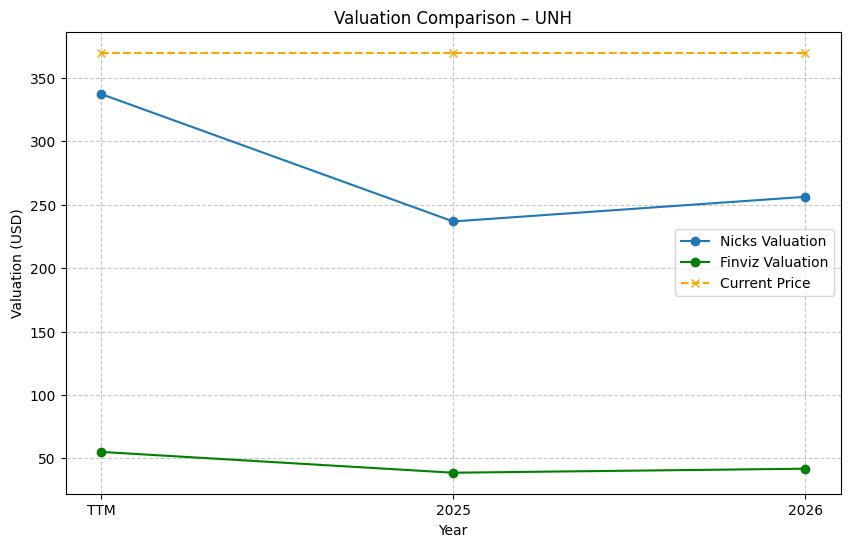 Valuation Comparison – UNH
Valuation (USD)
350
300
250
200
150
100
50
Nicks Valuation
Finviz Valuation
Current Price
TTM
2025
2026
Year